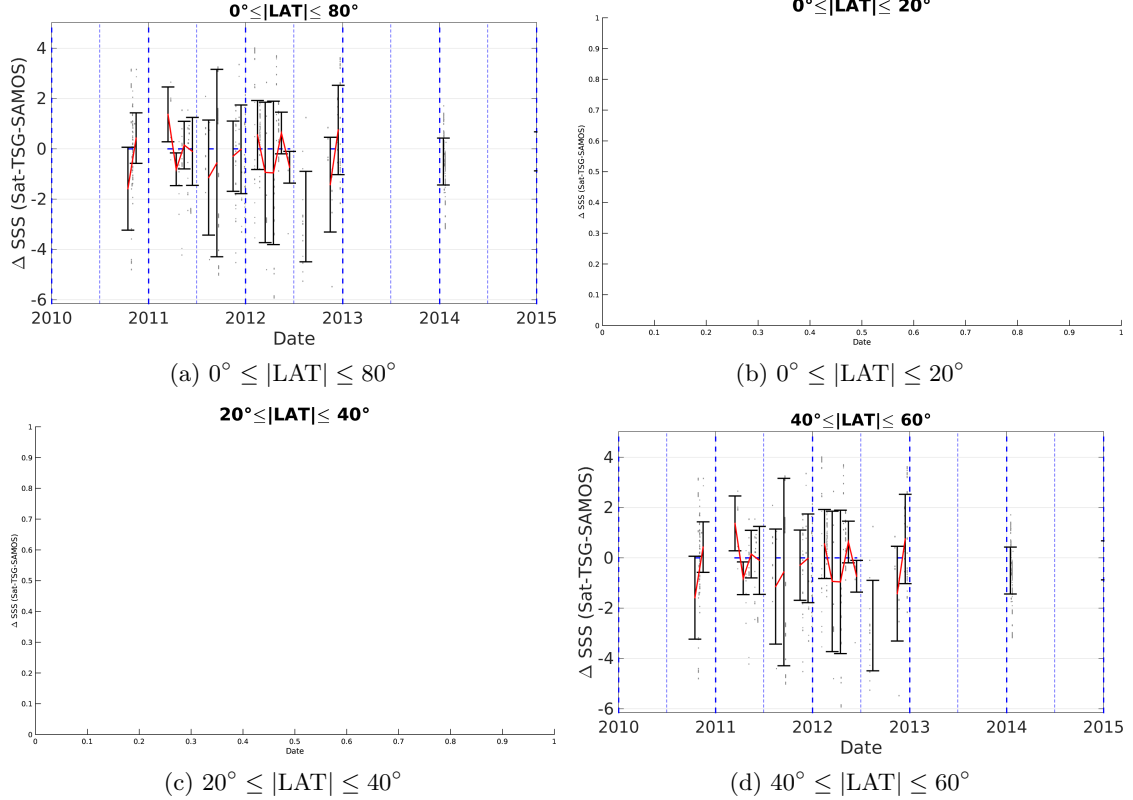 0°≤|LAT|≤ 80°
4
2
0
-2
-4
-6
2010 2011 2012 2013 2014 2015
Δ SSS (Sat-TSG-SAMOS)
Date
(a) 0° ≤ |LAT| ≤ 80°
0°≤|LAT|≤ 20°
1
0.9
0.8
0.7
0.6
0.5
0.4
0.3
0.2
0.1
0
0 0.1 0.2 0.3 0.4 0.5 0.6 0.7 0.8 0.9 1
Δ SSS (Sat-TSG-SAMOS)
Date
(b) 0° ≤ |LAT| ≤ 20°
20°≤|LAT|≤ 40°
1
0.9
0.8
0.7
0.6
0.5
0.4
0.3
0.2
0.1
0
0 0.1 0.2 0.3 0.4 0.5 0.6 0.7 0.8 0.9 1
Δ SSS (Sat-TSG-SAMOS)
Date
(c) 20° ≤ |LAT| ≤ 40°
40°≤|LAT|≤ 60°
4
2
0
-2
-4
-6
2010 2011 2012 2013 2014 2015
Δ SSS (Sat-TSG-SAMOS)
Date
(d) 40° ≤ |LAT| ≤ 60°